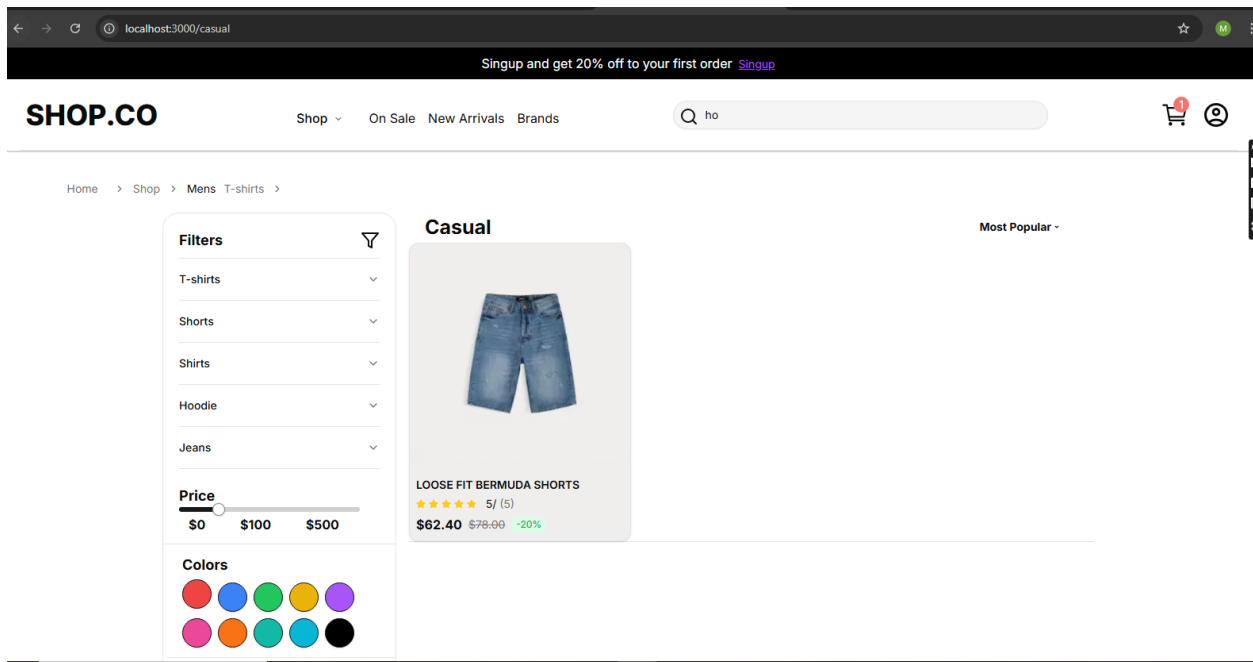 localhost:3000/casual
M
Singup and get 20% off to your first order Singup
SHOP.CO
Shop
On Sale
New Arrivals
Brands
ho
1
Home > Shop > Mens T-shirts >
Filters
T-shirts
Shorts
Shirts
Hoodie
Jeans
Price
$0 $100 $500
Colors
Casual
Most Popular
LOOSE FIT BERMUDA SHORTS
5/ (5)
$62.40 $78.00 -20%